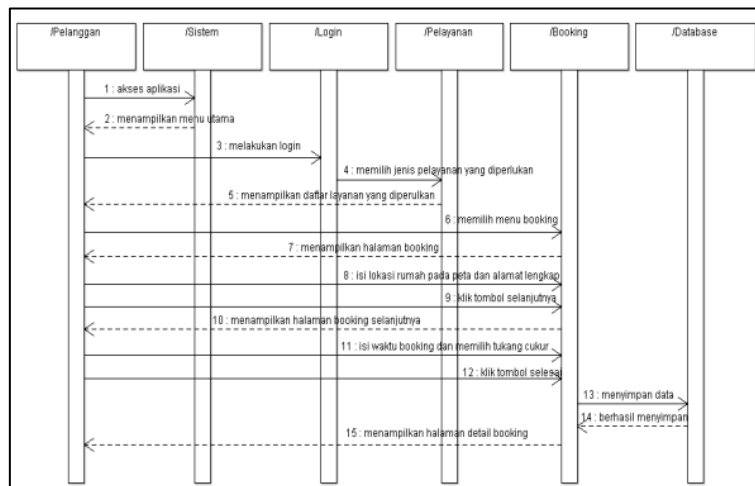 /Pelanggan
/Sistem
/Login
/Pelayanan
/Booking
/Database
1 : akses aplikasi
2 : menampilkan menu utama
3 : melakukan login
4 : memilih jenis pelayanan yang diperlukan
5 : menampilkan daftar layanan yang diperulkan
6 : memilih menu booking
7 : menampilkan halaman booking
8 : isi lokasi rumah pada peta dan alamat lengkap
9 : klik tombol selanjutnya
10 : menampilkan halaman booking selanjutnya
11 : isi waktu booking dan memilih tukang cukur
12 : klik tombol selesai
13 : menyimpan data
14 : berhasil menyimpan
15 : menampilkan halaman detail booking